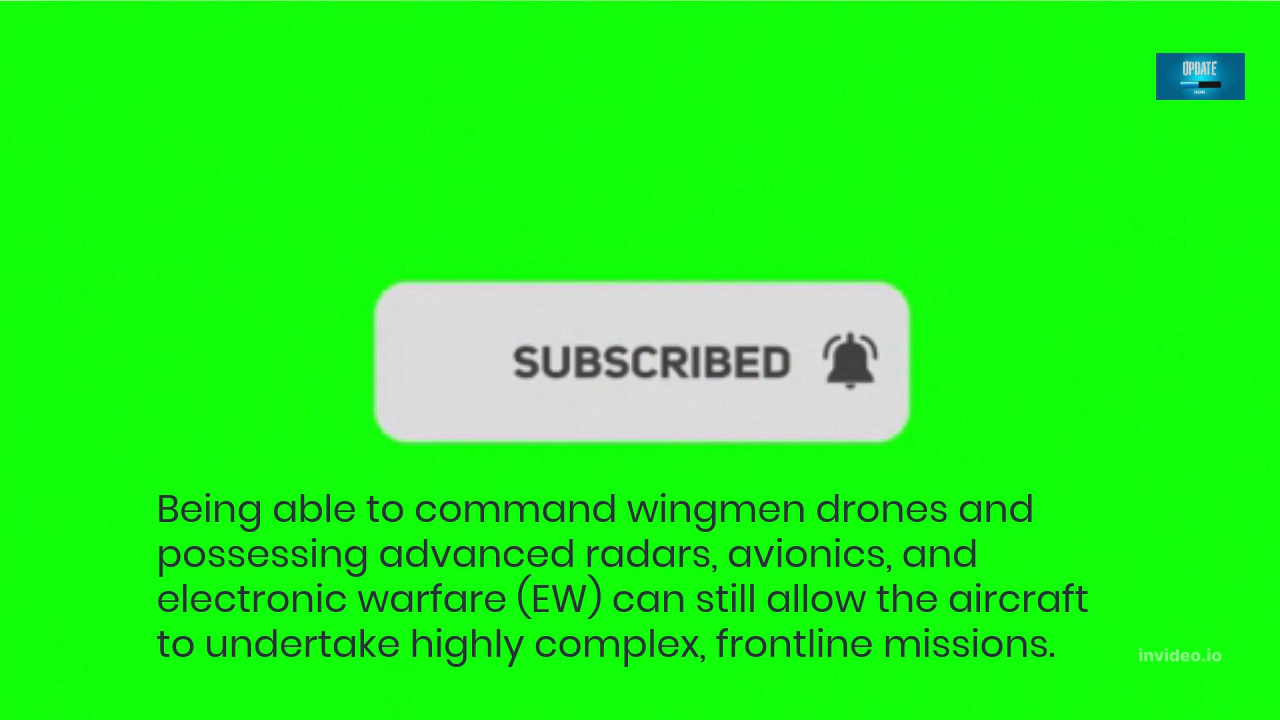 UPDATE
SUBSCRIBED
Being able to command wingmen drones and
possessing advanced radars, avionics, and
electronic warfare (EW) can still allow the aircraft
to undertake highly complex, frontline missions.
invideo.io